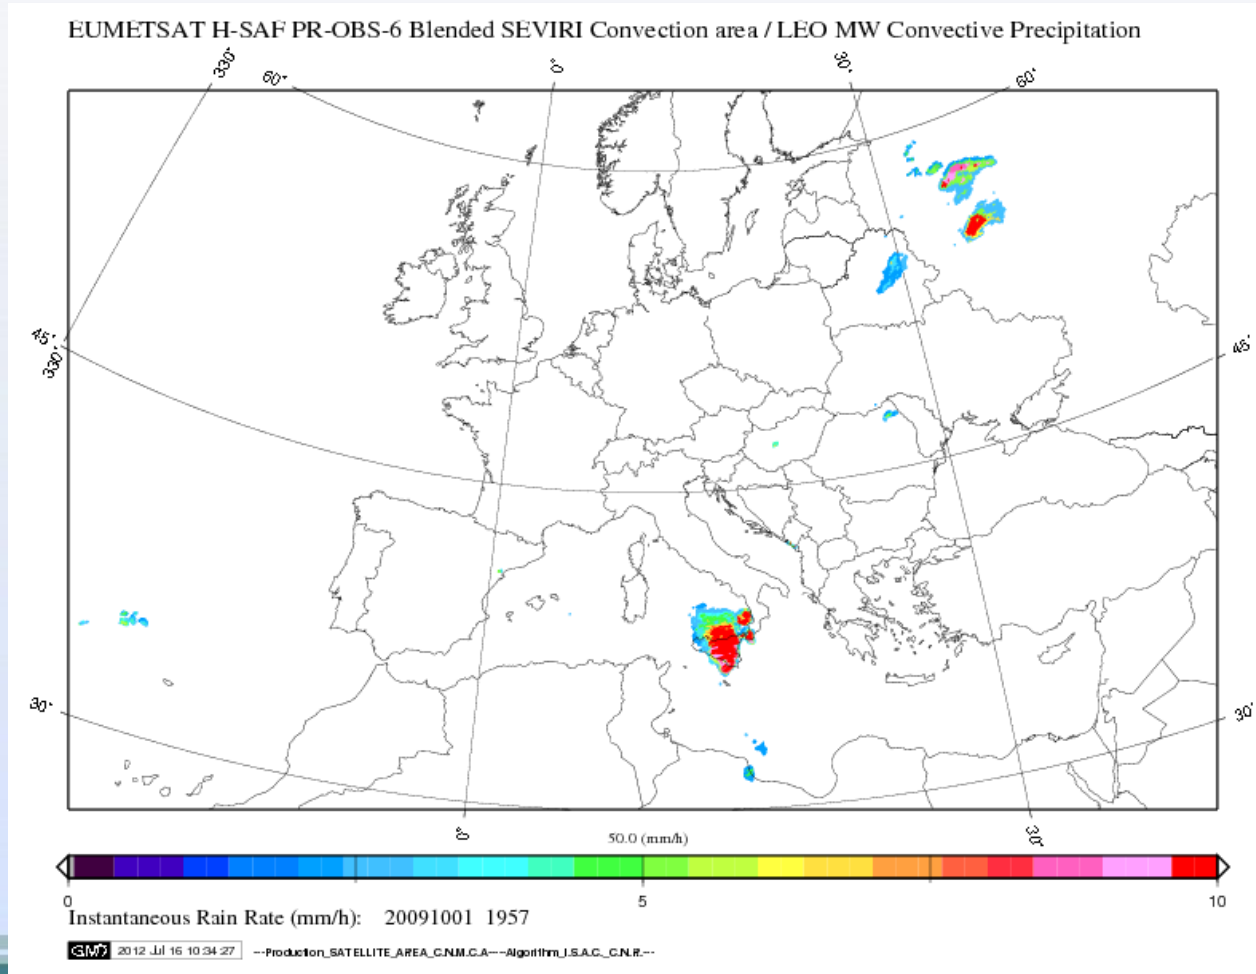 EUMETSAT H-SAF PR-OBS-6 Blended SEVIRI Convection area / LEO MW Convective Precipitation
330° 60° 0° 30° 60°
45° 330° 45°
30° 30°
0° 30°
50.0 (mm/h)
0 5 10
Instantaneous Rain Rate (mm/h): 20091001 1957
GMT 2012 Jul 16 10:34:27 ---Production_SATELLITE_AREA_C.N.M.C.A----Algorithm_I.S.A.C._C.N.R.---